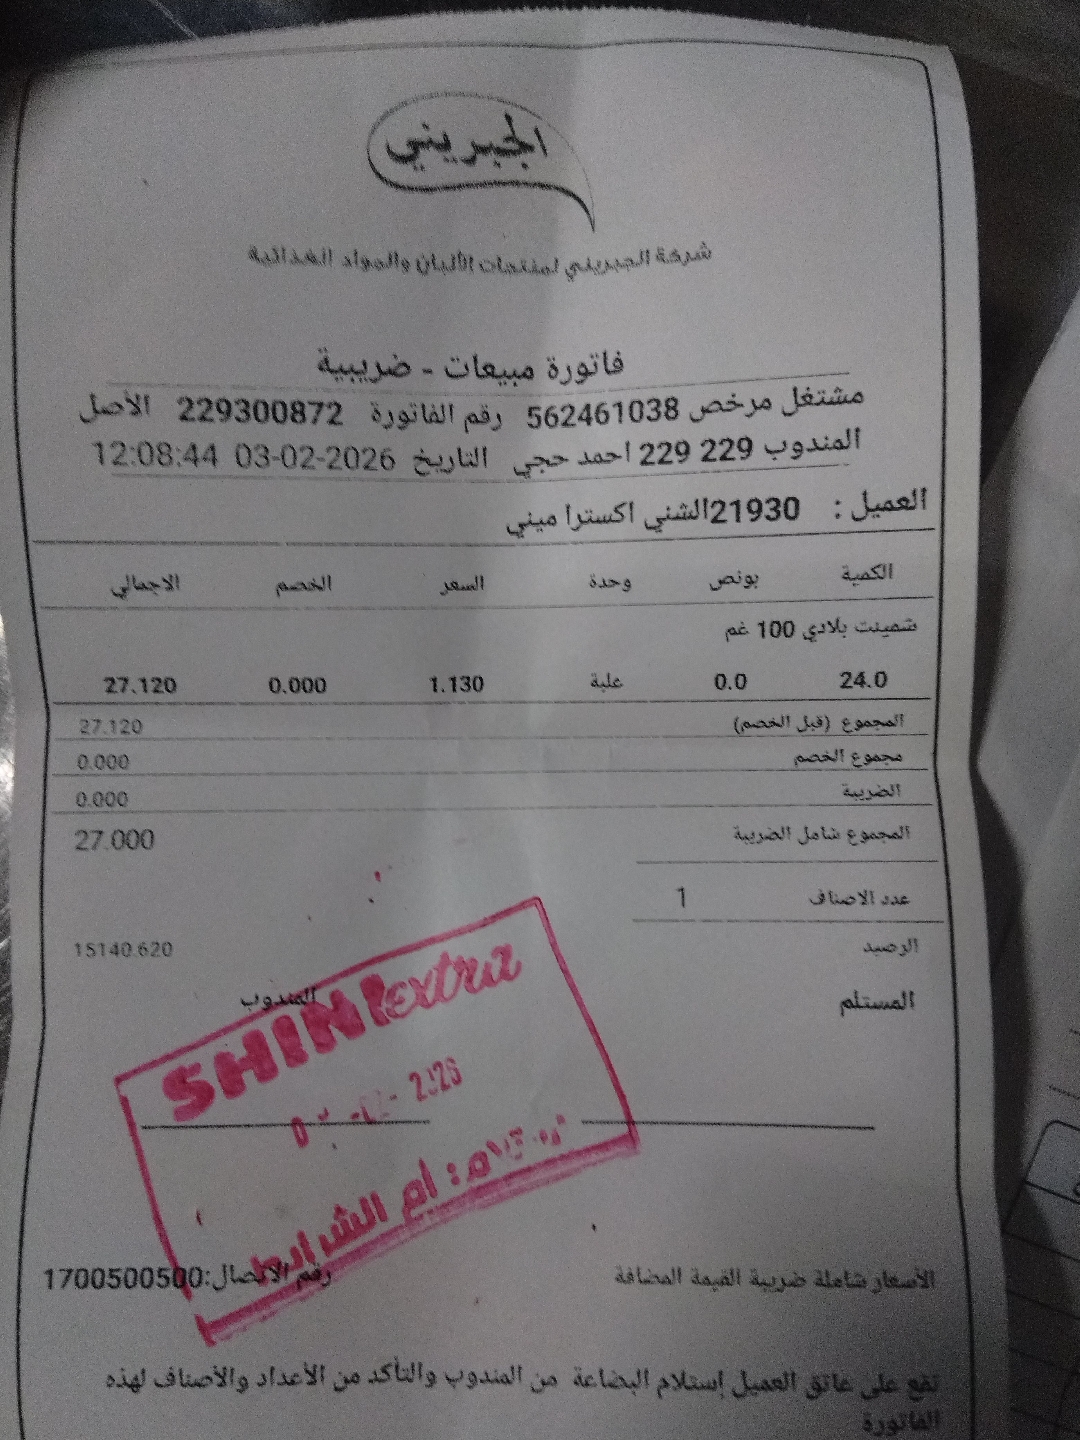 الجبريني
شركة الجبريني لمنتجات الألبان والمواد الغذائية
فاتورة مبيعات - ضريبية
مشتغل مرخص 562461038 رقم الفاتورة 229300872 الأصل
المندوب 229 229 احمد حجي التاريخ 03-02-2026 12:08:44
العميل : 21930الشني اكسترا ميني
الكمية بونص وحدة السعر الخصم الاجمالي
شمينت بلادي 100 غم
24.0 0.0 علبة 1.130 0.000 27.120
المجموع (قبل الخصم) 27.120
مجموع الخصم 0.000
الضريبة 0.000
المجموع شامل الضريبة 27.000
عدد الاصناف 1
الرصيد 15140.620
المستلم المندوب
SHINI extra
2026
أم الشرايط
الأسعار شاملة ضريبة القيمة المضافة رقم الاتصال:1700500500
تقع على عاتق العميل إستلام البضاعة من المندوب والتأكد من الأعداد والأصناف لهذه
الفاتورة